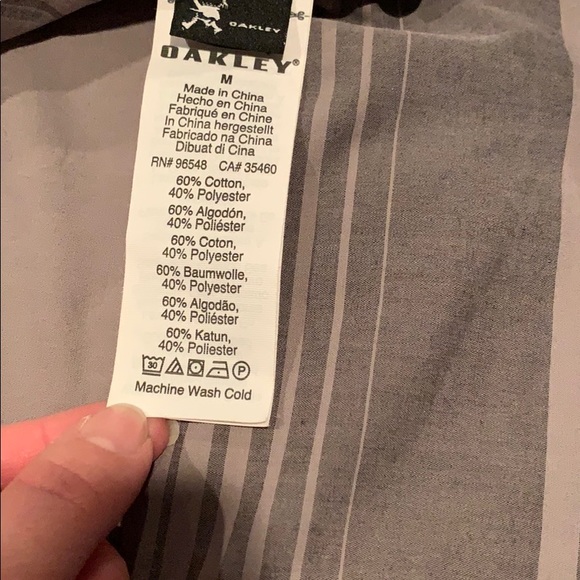 OAKLEY
OAKLEY®
M
Made in China
Hecho en China
Fabriqué en Chine
In China hergestellt
Fabricado na China
Dibuat di Cina
RN# 96548 CA# 35460
60% Cotton,
40% Polyester
60% Algodón,
40% Poliéster
60% Coton,
40% Polyester
60% Baumwolle,
40% Polyester
60% Algodão,
40% Poliéster
60% Katun,
40% Poliester
30 P
Machine Wash Cold